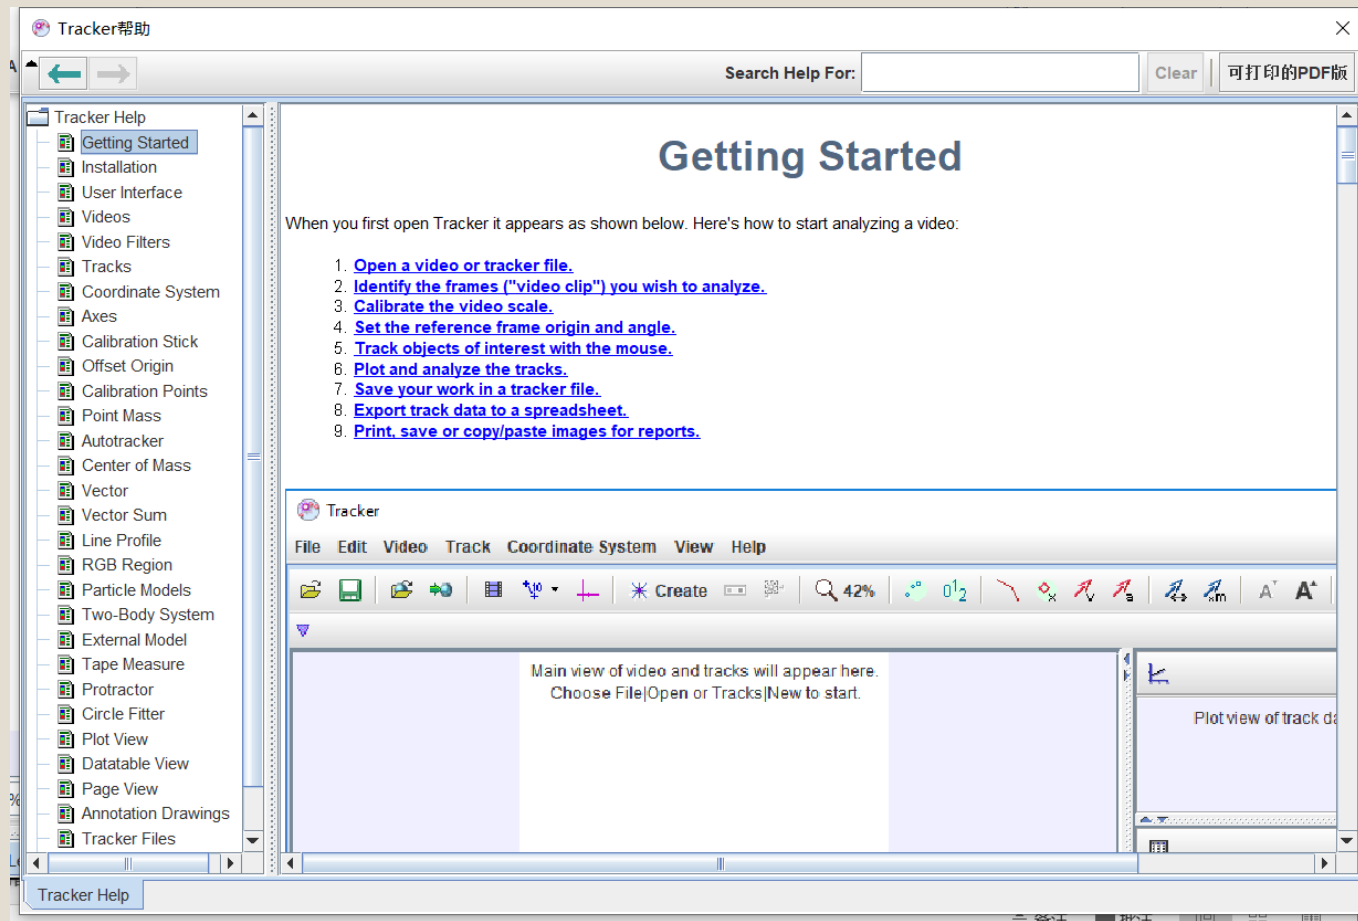 Tracker帮助
Search Help For:
Clear
可打印的PDF版
Tracker Help
Getting Started
Installation
User Interface
Videos
Video Filters
Tracks
Coordinate System
Axes
Calibration Stick
Offset Origin
Calibration Points
Point Mass
Autotracker
Center of Mass
Vector
Vector Sum
Line Profile
RGB Region
Particle Models
Two-Body System
External Model
Tape Measure
Protractor
Circle Fitter
Plot View
Datatable View
Page View
Annotation Drawings
Tracker Files
Getting Started
When you first open Tracker it appears as shown below. Here's how to start analyzing a video:
1. Open a video or tracker file.
2. Identify the frames ("video clip") you wish to analyze.
3. Calibrate the video scale.
4. Set the reference frame origin and angle.
5. Track objects of interest with the mouse.
6. Plot and analyze the tracks.
7. Save your work in a tracker file.
8. Export track data to a spreadsheet.
9. Print, save or copy/paste images for reports.
Tracker
File Edit Video Track Coordinate System View Help
Create 42%
Main view of video and tracks will appear here.
Choose File|Open or Tracks|New to start.
Plot view of track da
Tracker Help